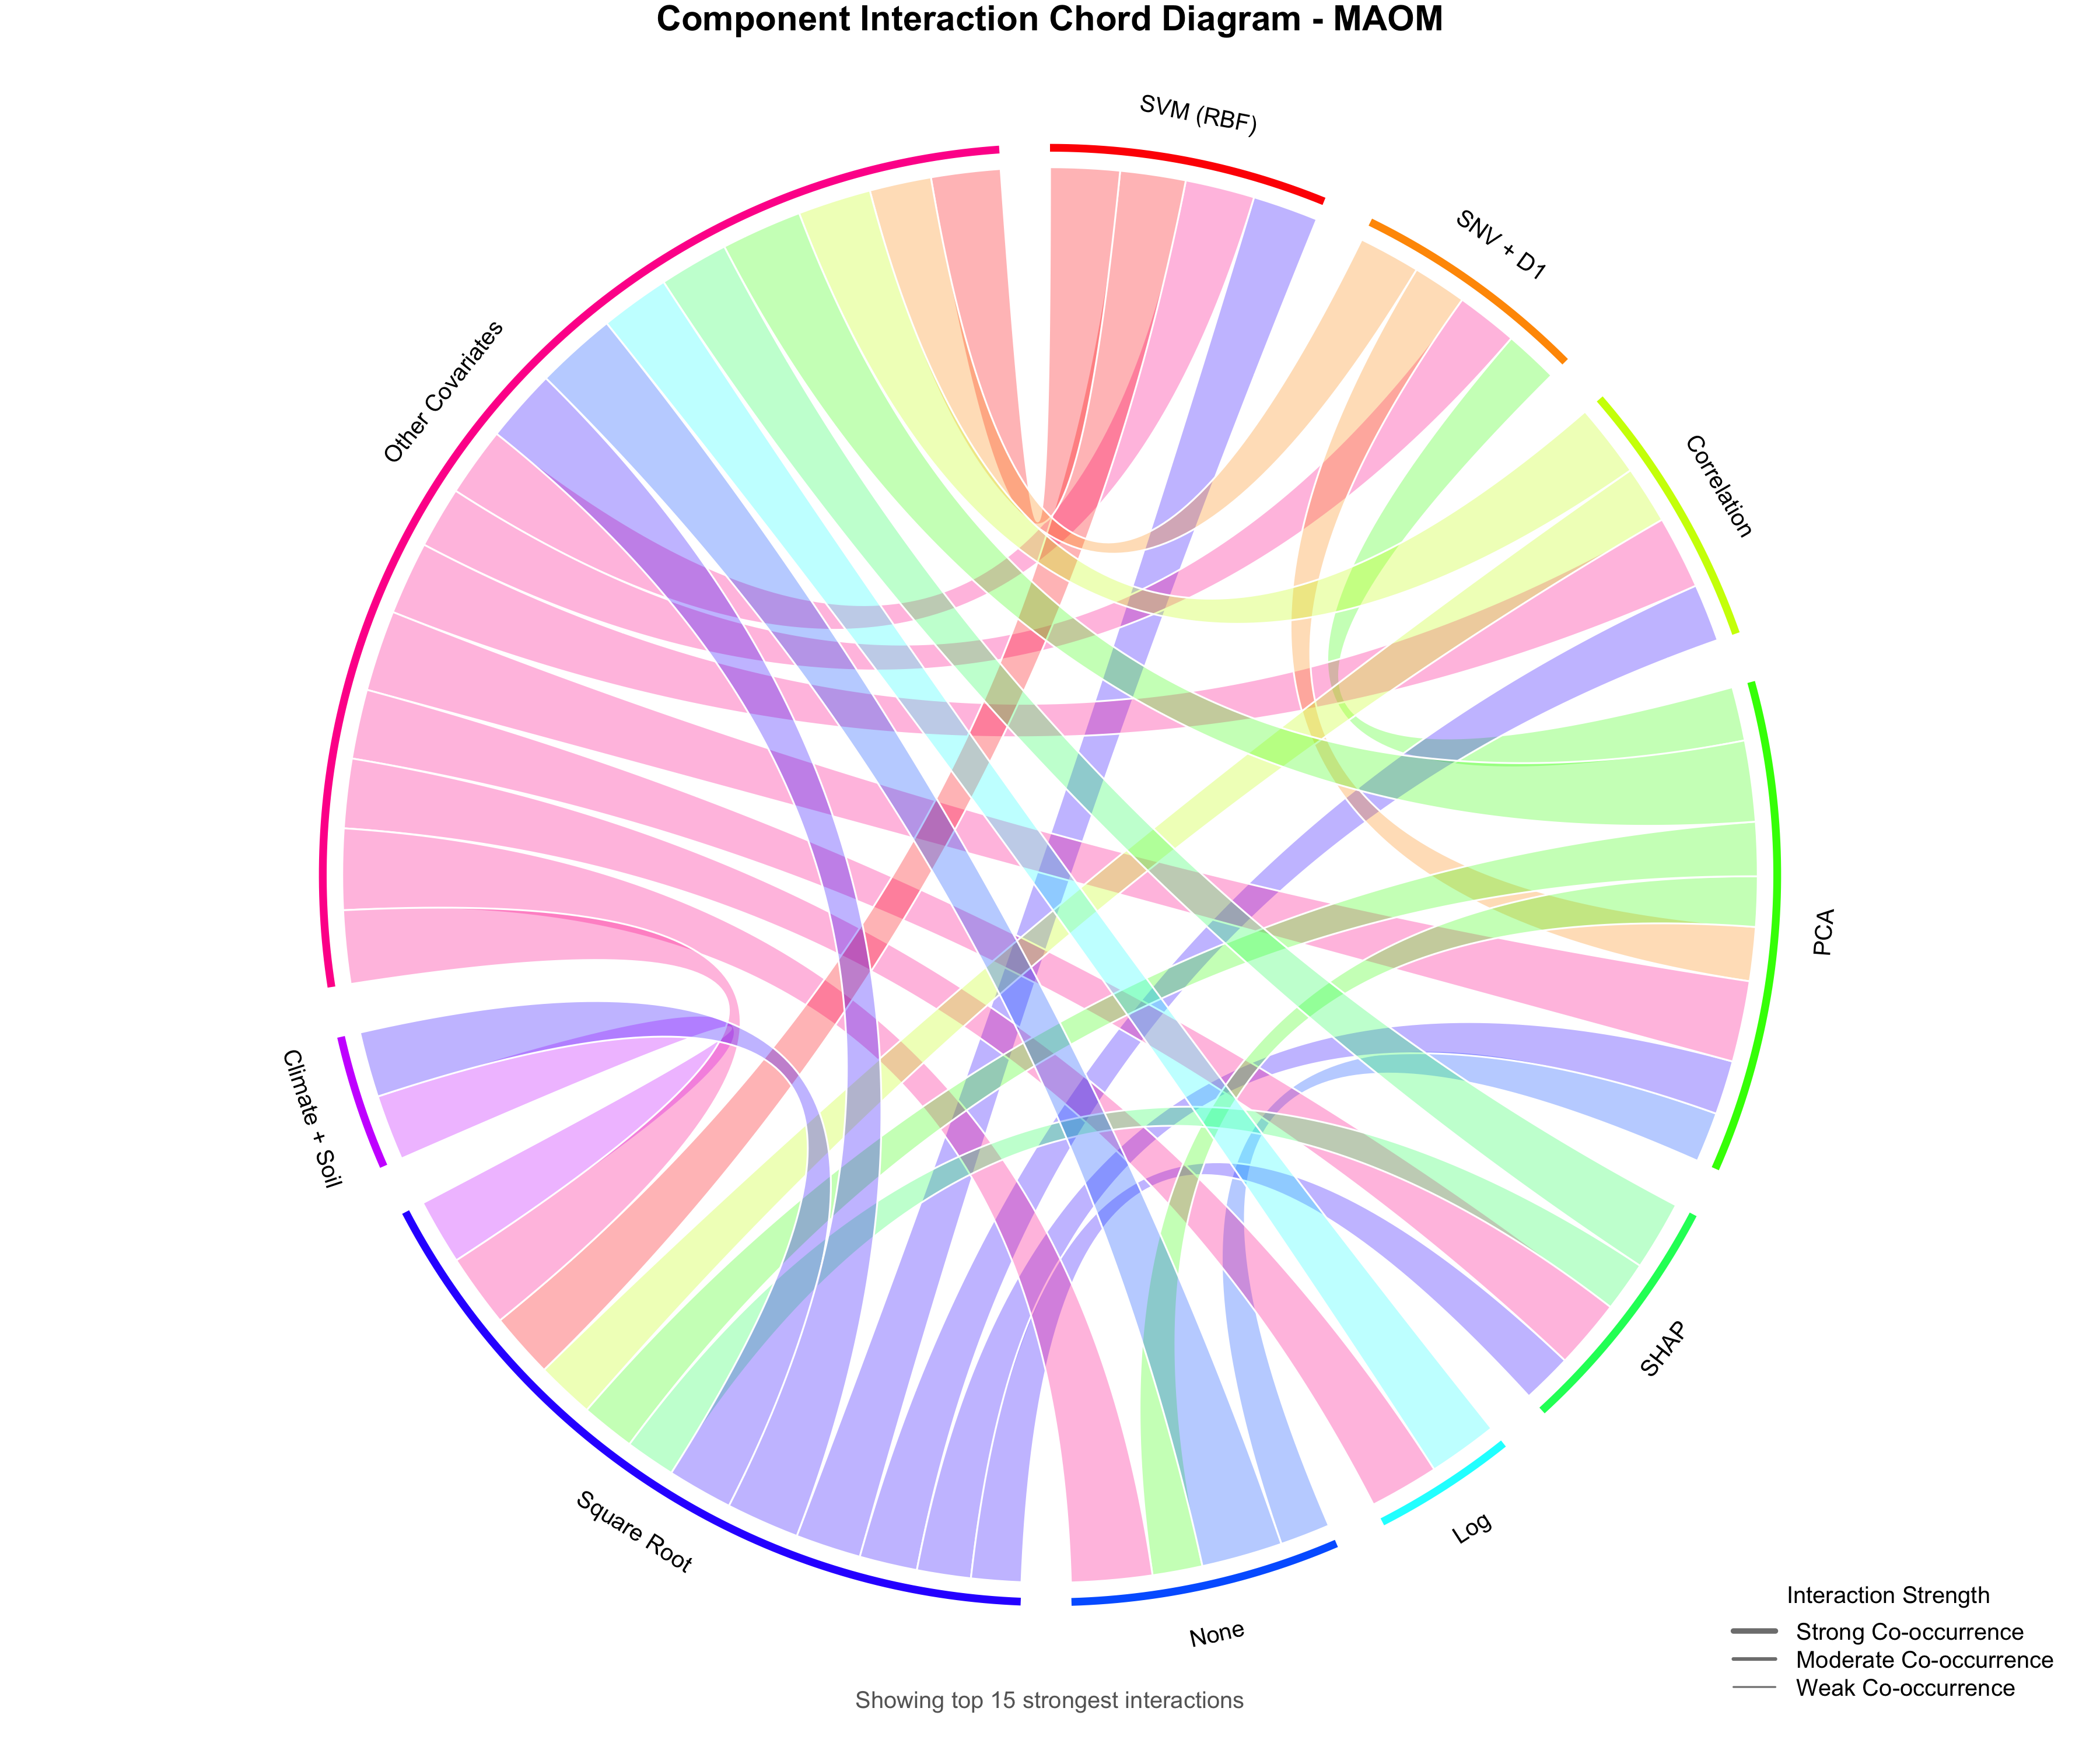 Component Interaction Chord Diagram - MAOM
SVM (RBF)
SNV + D1
Correlation
Other Covariates
PCA
Climate + Soil
SHAP
Square Root
Log
None
Interaction Strength
Strong Co-occurrence
Moderate Co-occurrence
Weak Co-occurrence
Showing top 15 strongest interactions